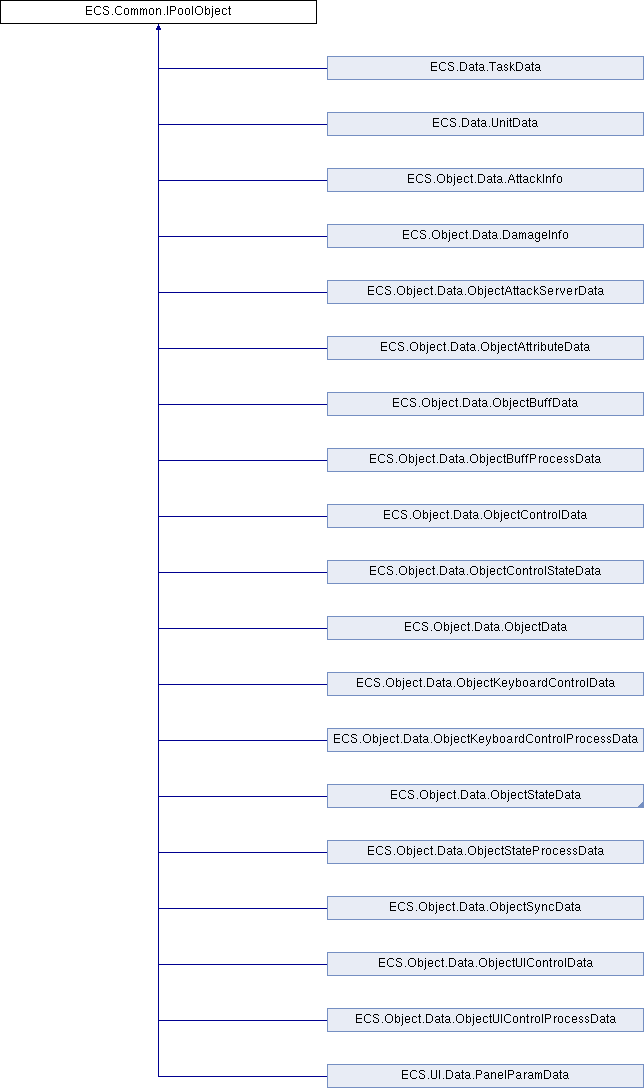 ECS.Common.IPoolObject
ECS.Data.TaskData
ECS.Data.UnitData
ECS.Object.Data.AttackInfo
ECS.Object.Data.DamageInfo
ECS.Object.Data.ObjectAttackServerData
ECS.Object.Data.ObjectAttributeData
ECS.Object.Data.ObjectBuffData
ECS.Object.Data.ObjectBuffProcessData
ECS.Object.Data.ObjectControlData
ECS.Object.Data.ObjectControlStateData
ECS.Object.Data.ObjectData
ECS.Object.Data.ObjectKeyboardControlData
ECS.Object.Data.ObjectKeyboardControlProcessData
ECS.Object.Data.ObjectStateData
ECS.Object.Data.ObjectStateProcessData
ECS.Object.Data.ObjectSyncData
ECS.Object.Data.ObjectUIControlData
ECS.Object.Data.ObjectUIControlProcessData
ECS.UI.Data.PanelParamData